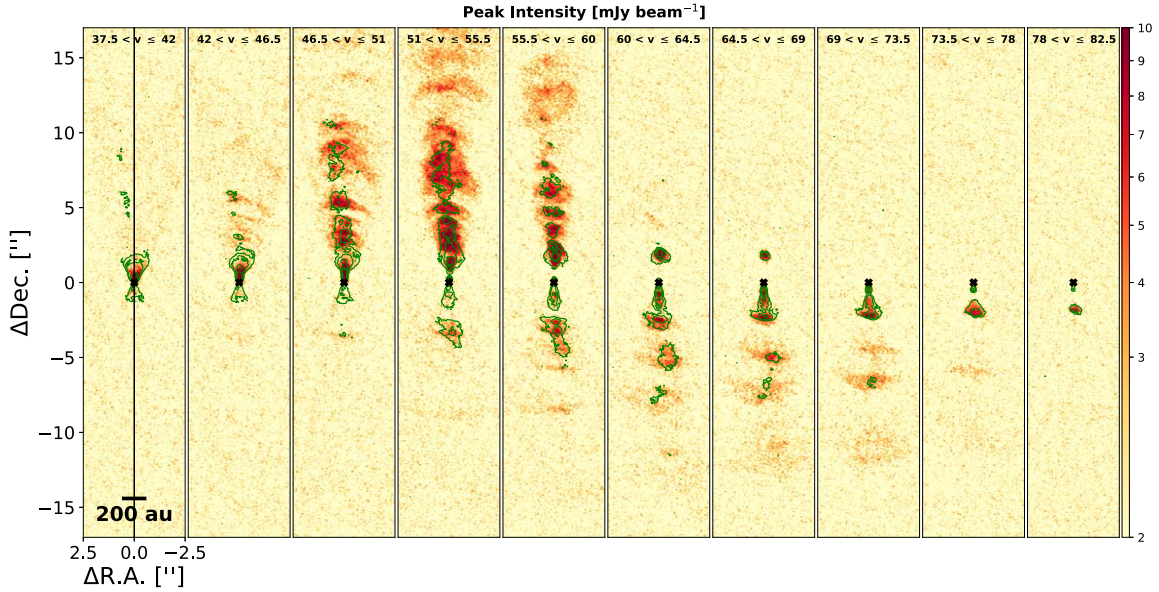 Peak Intensity [mJy beam⁻¹]
37.5 < v ≤ 42 42 < v ≤ 46.5 46.5 < v ≤ 51 51 < v ≤ 55.5 55.5 < v ≤ 60 60 < v ≤ 64.5 64.5 < v ≤ 69 69 < v ≤ 73.5 73.5 < v ≤ 78 78 < v ≤ 82.5
15
10
5
0
−5
−10
−15
ΔDec. ["]
200 au
2.5 0.0 −2.5
ΔR.A. ["]
10
9
8
7
6
5
4
3
2